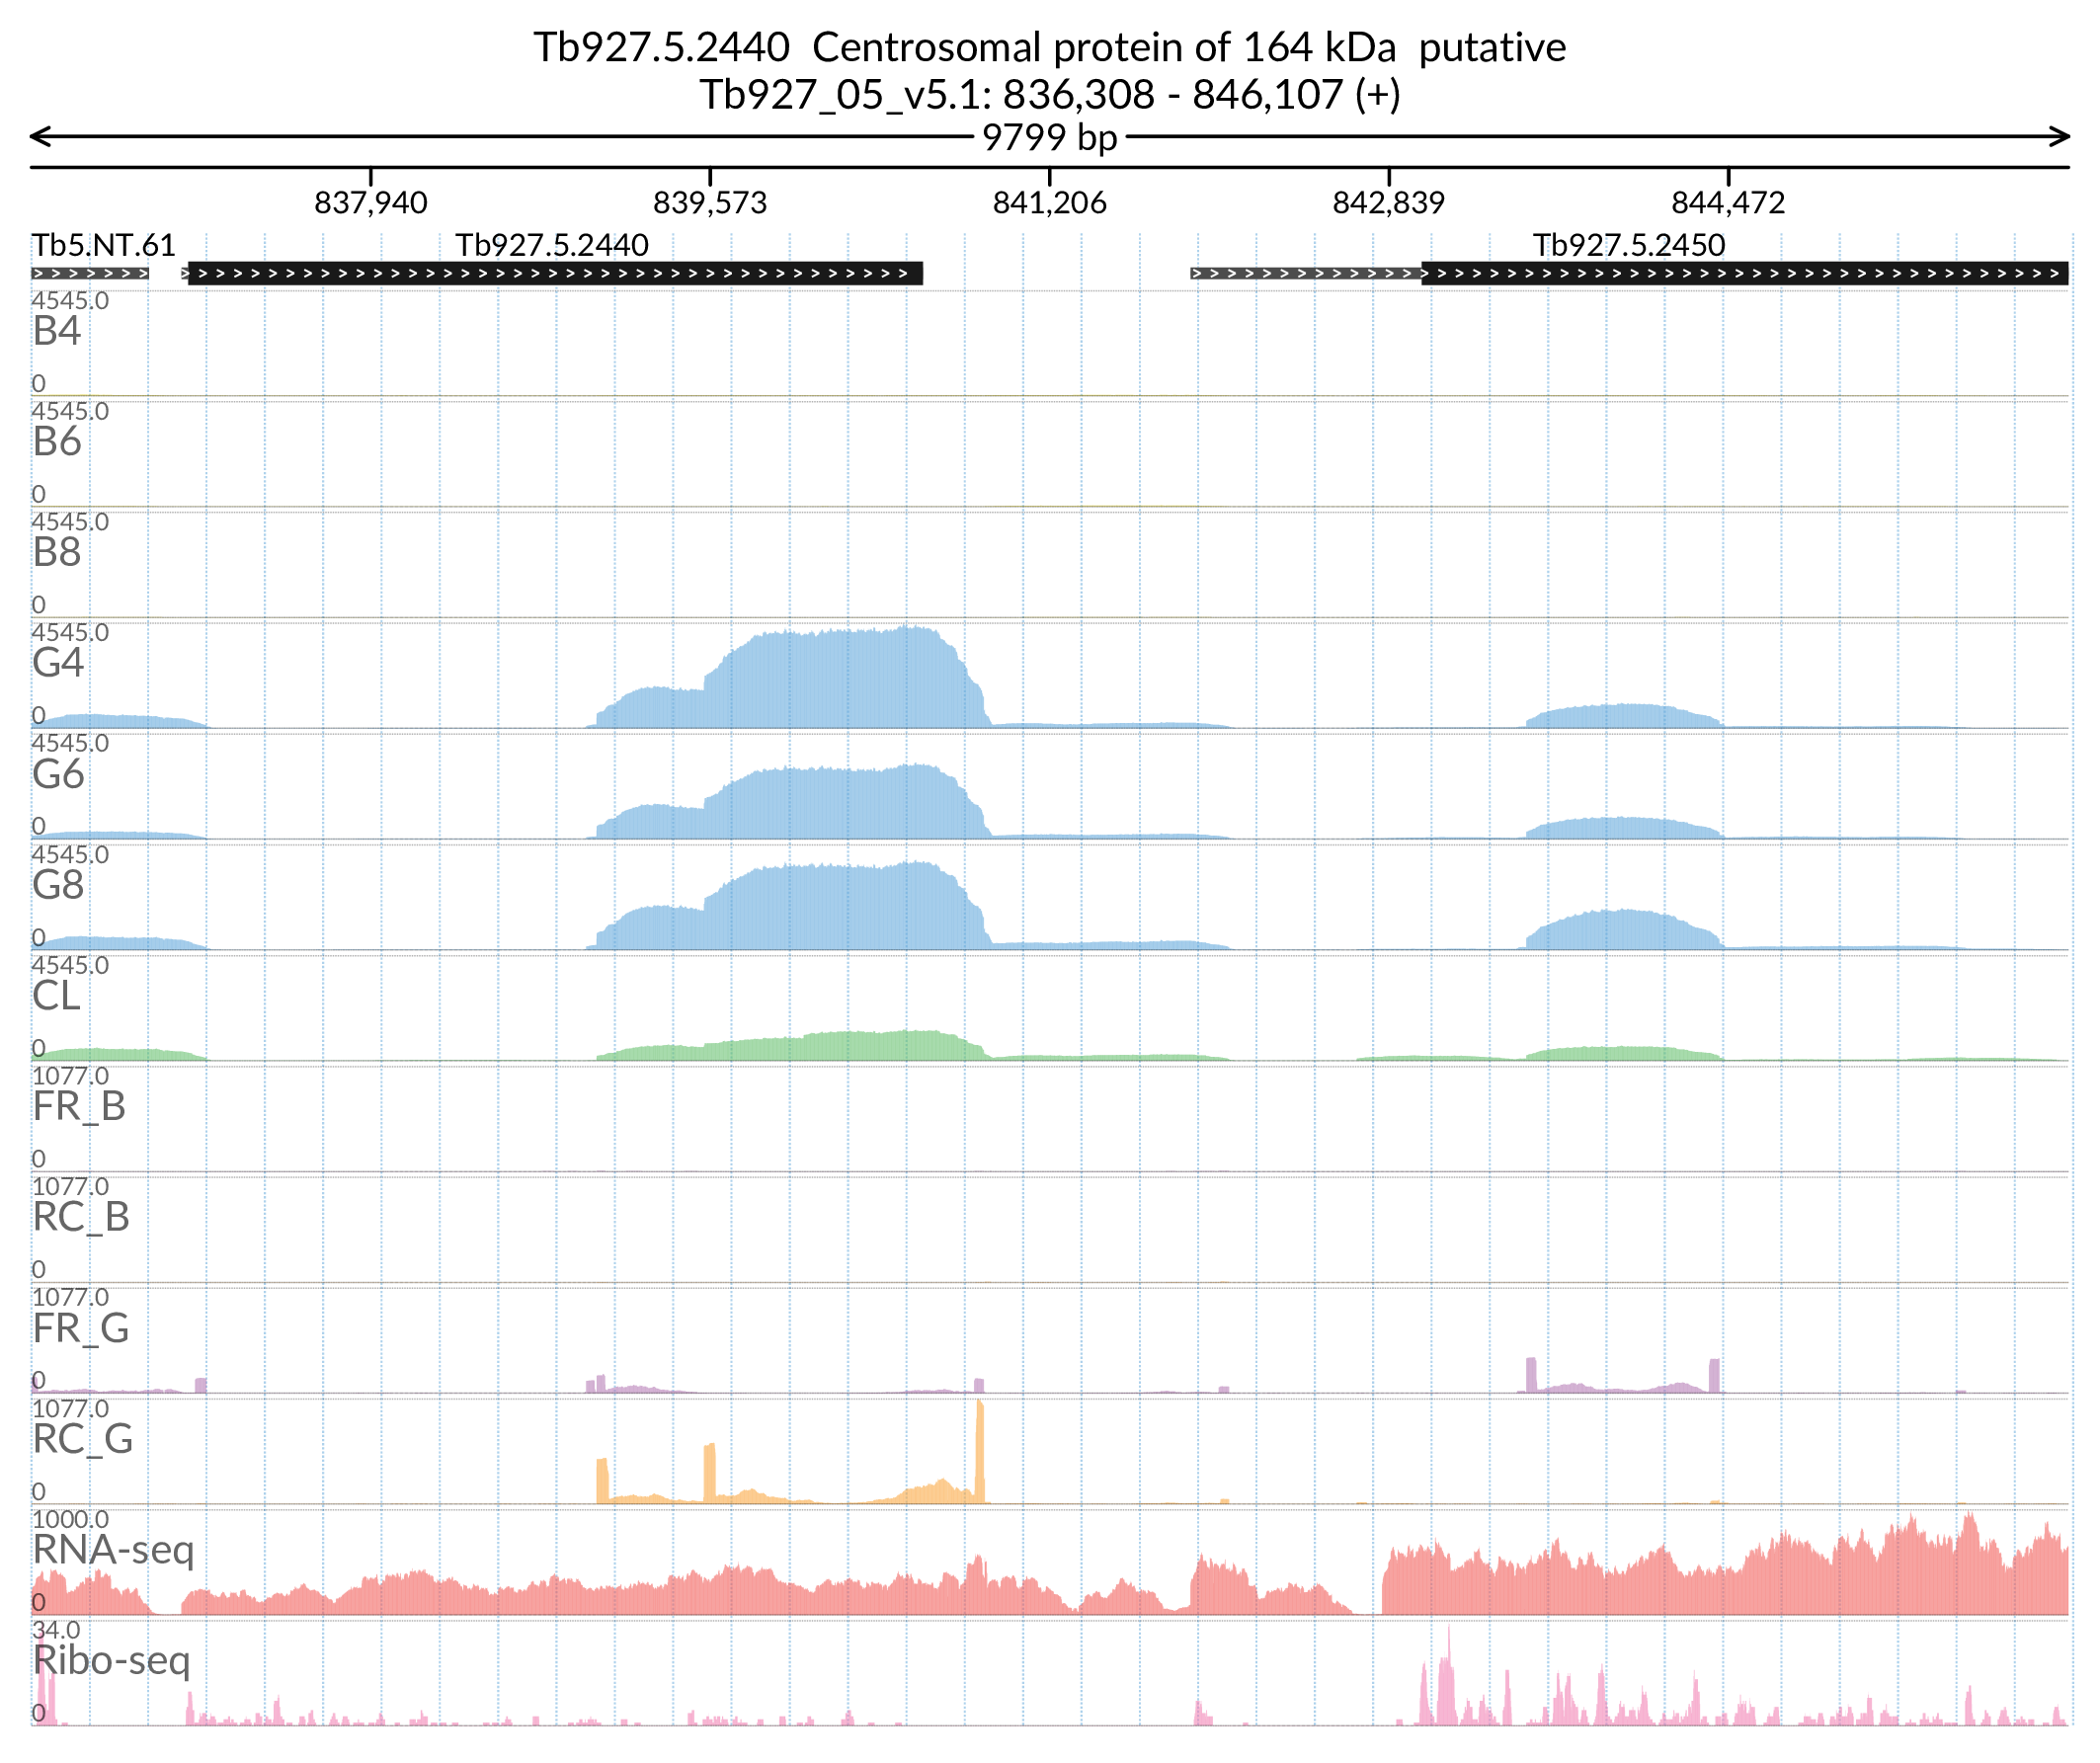 Tb927.5.2440  Centrosomal protein of 164 kDa  putative
Tb927_05_v5.1: 836,308 - 846,107 (+)
9799 bp
837,940 839,573 841,206 842,839 844,472
Tb5.NT.61 Tb927.5.2440 Tb927.5.2450
4545.0
B4
0
4545.0
B6
0
4545.0
B8
0
4545.0
G4
0
4545.0
G6
0
4545.0
G8
0
4545.0
CL
0
1077.0
FR_B
0
1077.0
RC_B
0
1077.0
FR_G
0
1077.0
RC_G
0
1000.0
RNA-seq
0
34.0
Ribo-seq
0